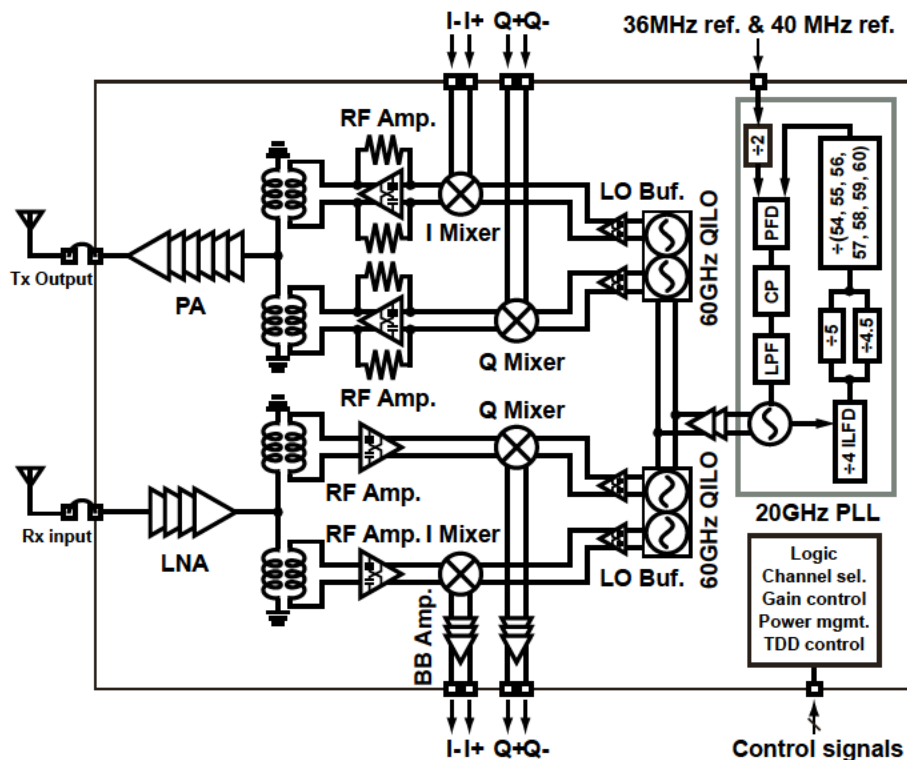 I- I+ Q+ Q-
36MHz ref. & 40 MHz ref.
RF Amp.
÷2
÷(54, 55, 56,
57, 58, 59, 60)
LO Buf.
I Mixer
60GHz QILO
PFD
Tx Output
PA
CP
÷5
÷4.5
Q Mixer
LPF
RF Amp.
Q Mixer
÷4 ILFD
RF Amp.
60GHz QILO
20GHz PLL
Rx input
LNA
RF Amp.
I Mixer
LO Buf.
Logic
Channel sel.
Gain control
Power mgmt.
TDD control
BB Amp.
I- I+ Q+ Q-
Control signals